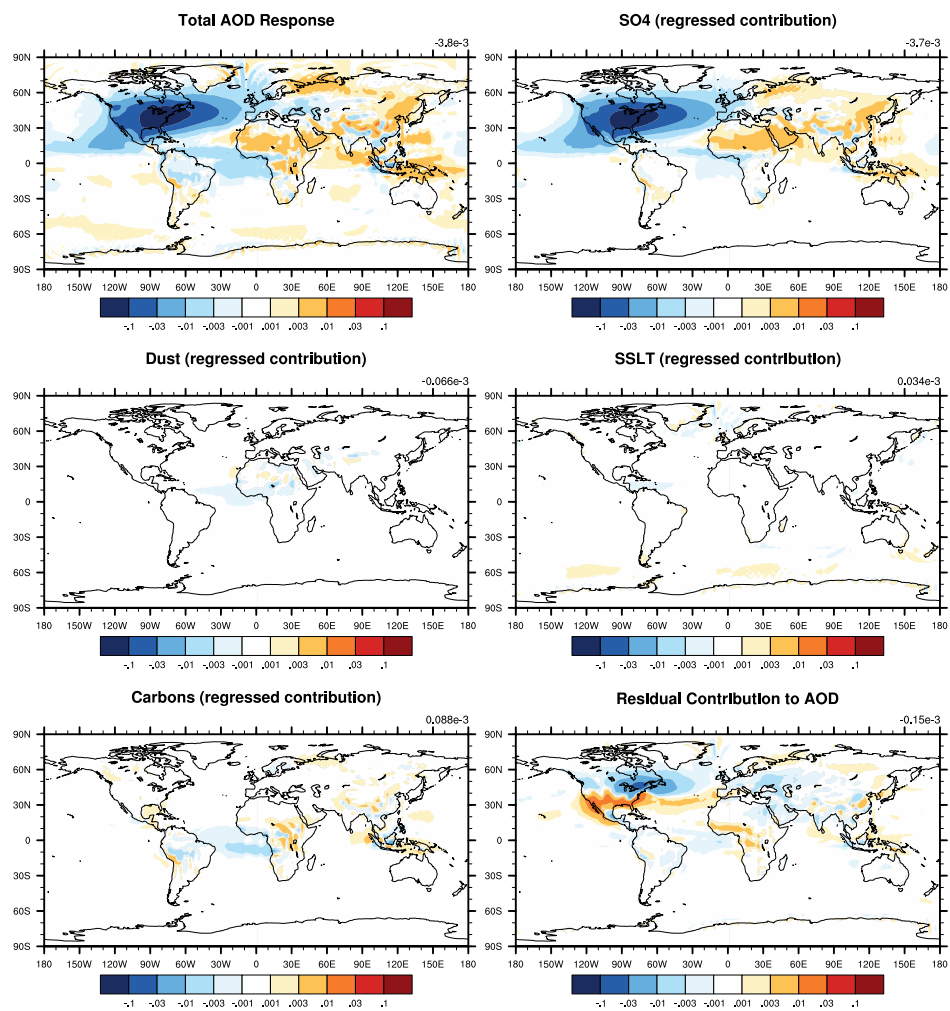 Total AOD Response
SO4 (regressed contribution)
-3.8e-3
-3.7e-3
90N
60N
30N
0
30S
60S
90S
180 150W 120W 90W 60W 30W 0 30E 60E 90E 120E 150E 180
-.1 -.03 -.01 -.003 -.001 .001 .003 .01 .03 .1
90N
60N
30N
0
30S
60S
90S
180 150W 120W 90W 60W 30W 0 30E 60E 90E 120E 150E 180
-.1 -.03 -.01 -.003 -.001 .001 .003 .01 .03 .1
Dust (regressed contribution)
SSLT (regressed contribution)
-0.066e-3
0.034e-3
90N
60N
30N
0
30S
60S
90S
180 150W 120W 90W 60W 30W 0 30E 60E 90E 120E 150E 180
-.1 -.03 -.01 -.003 -.001 .001 .003 .01 .03 .1
90N
60N
30N
0
30S
60S
90S
180 150W 120W 90W 60W 30W 0 30E 60E 90E 120E 150E 180
-.1 -.03 -.01 -.003 -.001 .001 .003 .01 .03 .1
Carbons (regressed contribution)
Residual Contribution to AOD
0.088e-3
-0.15e-3
90N
60N
30N
0
30S
60S
90S
180 150W 120W 90W 60W 30W 0 30E 60E 90E 120E 150E 180
-.1 -.03 -.01 -.003 -.001 .001 .003 .01 .03 .1
90N
60N
30N
0
30S
60S
90S
180 150W 120W 90W 60W 30W 0 30E 60E 90E 120E 150E 180
-.1 -.03 -.01 -.003 -.001 .001 .003 .01 .03 .1